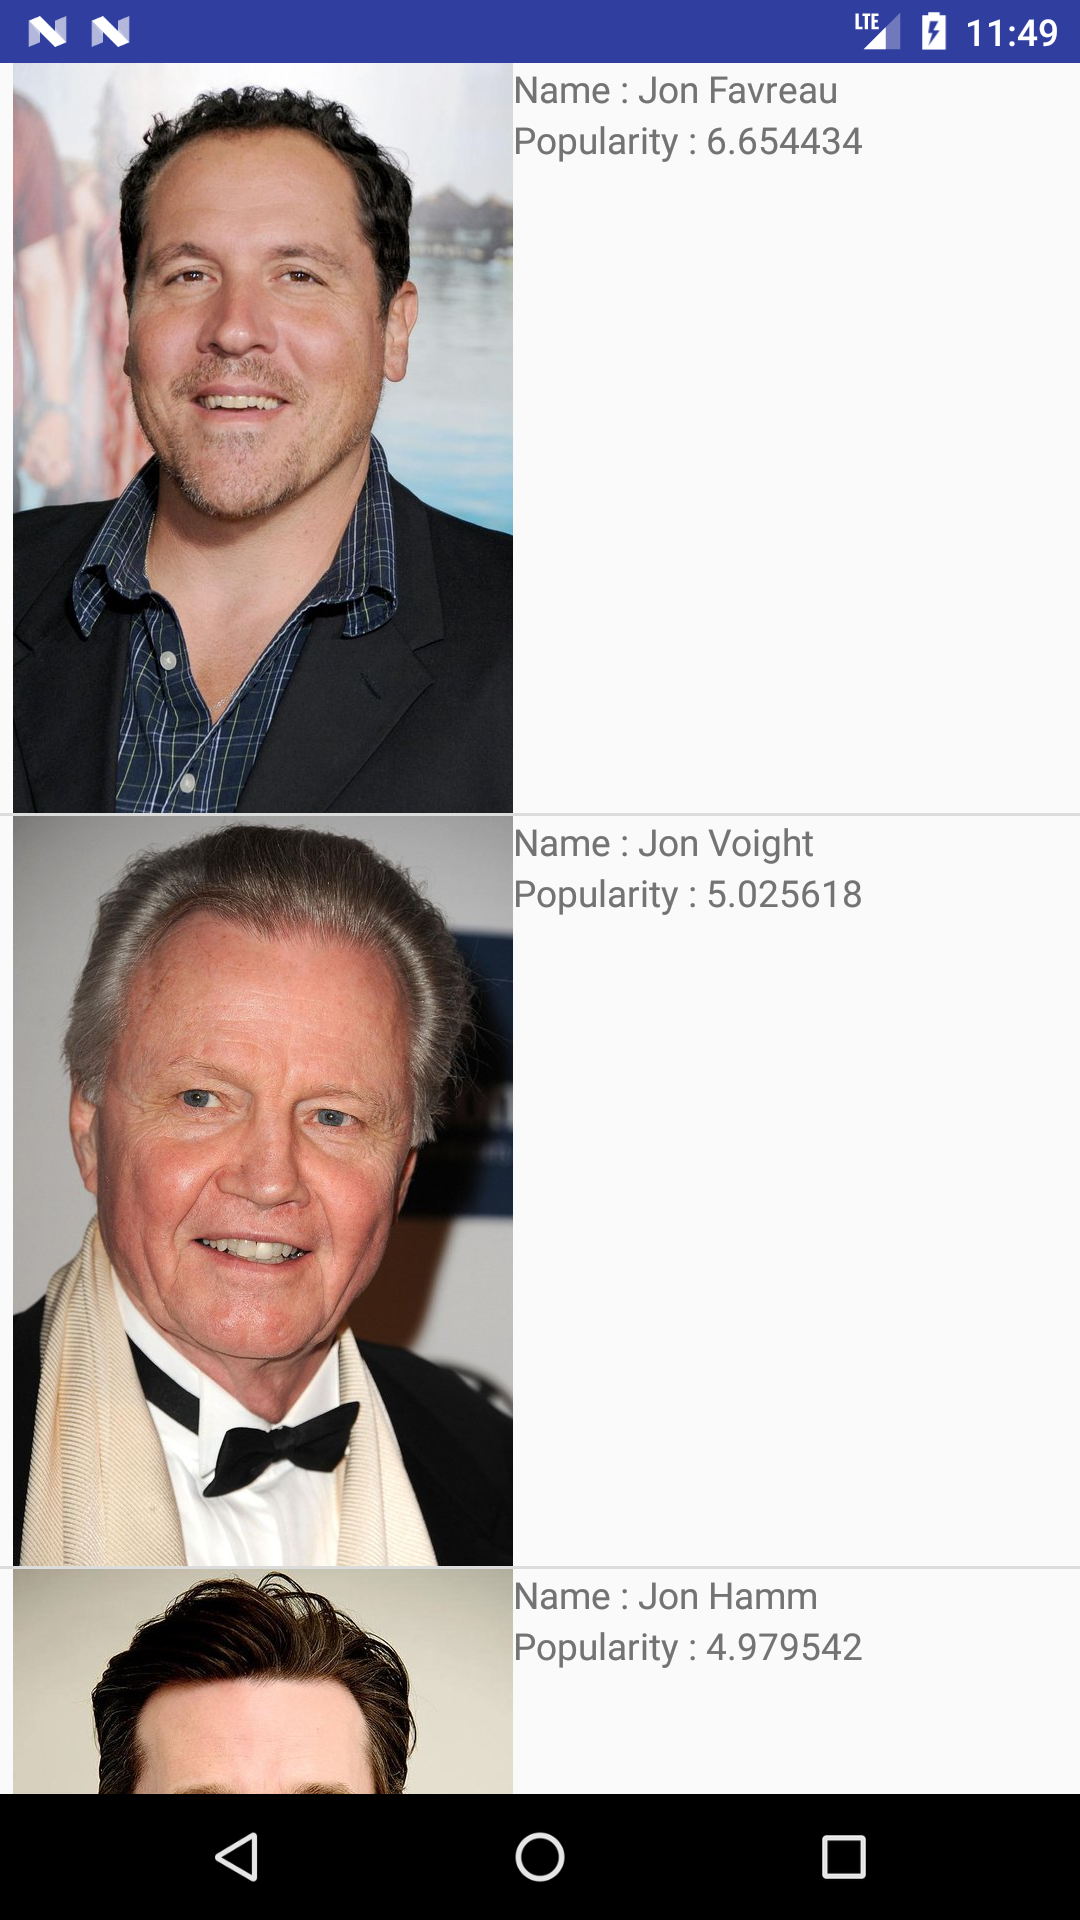 LTE 11:49
Name : Jon Favreau
Popularity : 6.654434
Name : Jon Voight
Popularity : 5.025618
Name : Jon Hamm
Popularity : 4.979542